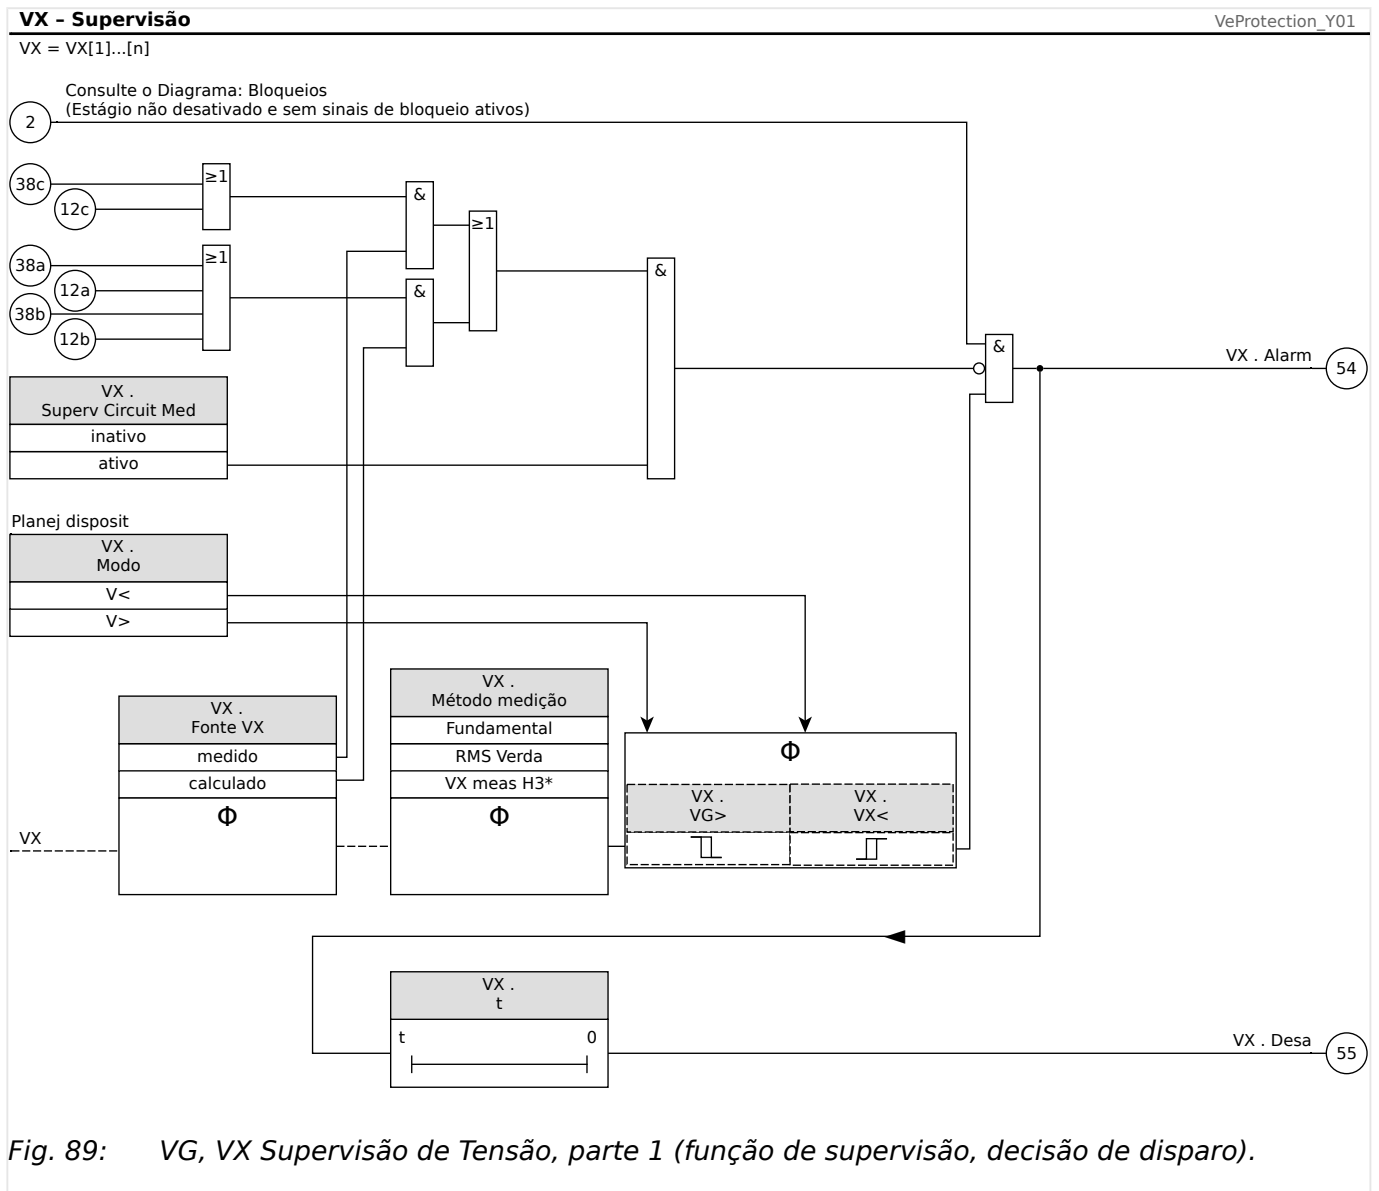 VX – Supervisão
VeProtection_Y01
VX = VX[1]...[n]
Consulte o Diagrama: Bloqueios
(Estágio não desativado e sem sinais de bloqueio ativos)
2
38c
12c
≥1
&
≥1
38a
12a
38b
12b
≥1
&
&
&
VX . Alarm
54
VX .
Superv Circuit Med
inativo
ativo
Planej disposit
VX .
Modo
V<
V>
VX .
Fonte VX
medido
calculado
Φ
VX
VX .
Método medição
Fundamental
RMS Verda
VX meas H3*
Φ
Φ
VX .
VG>
VX .
VX<
VX .
t
t 0
VX . Desa
55
Fig. 89: VG, VX Supervisão de Tensão, parte 1 (função de supervisão, decisão de disparo).